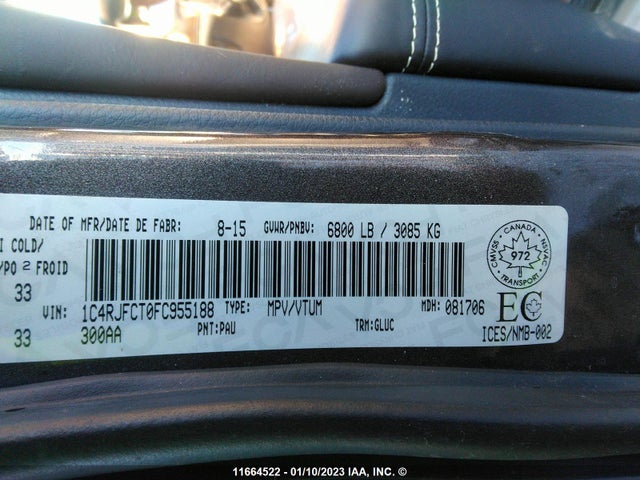 DATE OF MFR/DATE DE FABR: 8-15 GVWR/PNBV: 6800 LB / 3085 KG
I COLD/
/PO 2 FROID
33
VIN: 1C4RJFCT0FC955188 TYPE: MPV/VTUM MDH: 081706
33 300AA PNT:PAU TRM:GLUC
CMVSS - CANADA - NSVAC
972
TRANSPORT
EC
ICES/NMB-002
11664522 - 01/10/2023 IAA, INC. ©